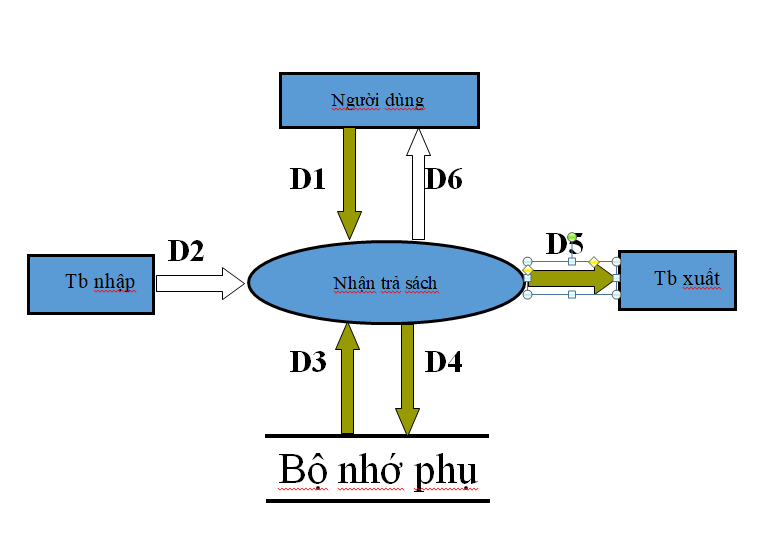 Người dùng
D1
D6
D2
D5
Tb nhập
Nhận trả sách
Tb xuất
D3
D4
Bộ nhớ phụ